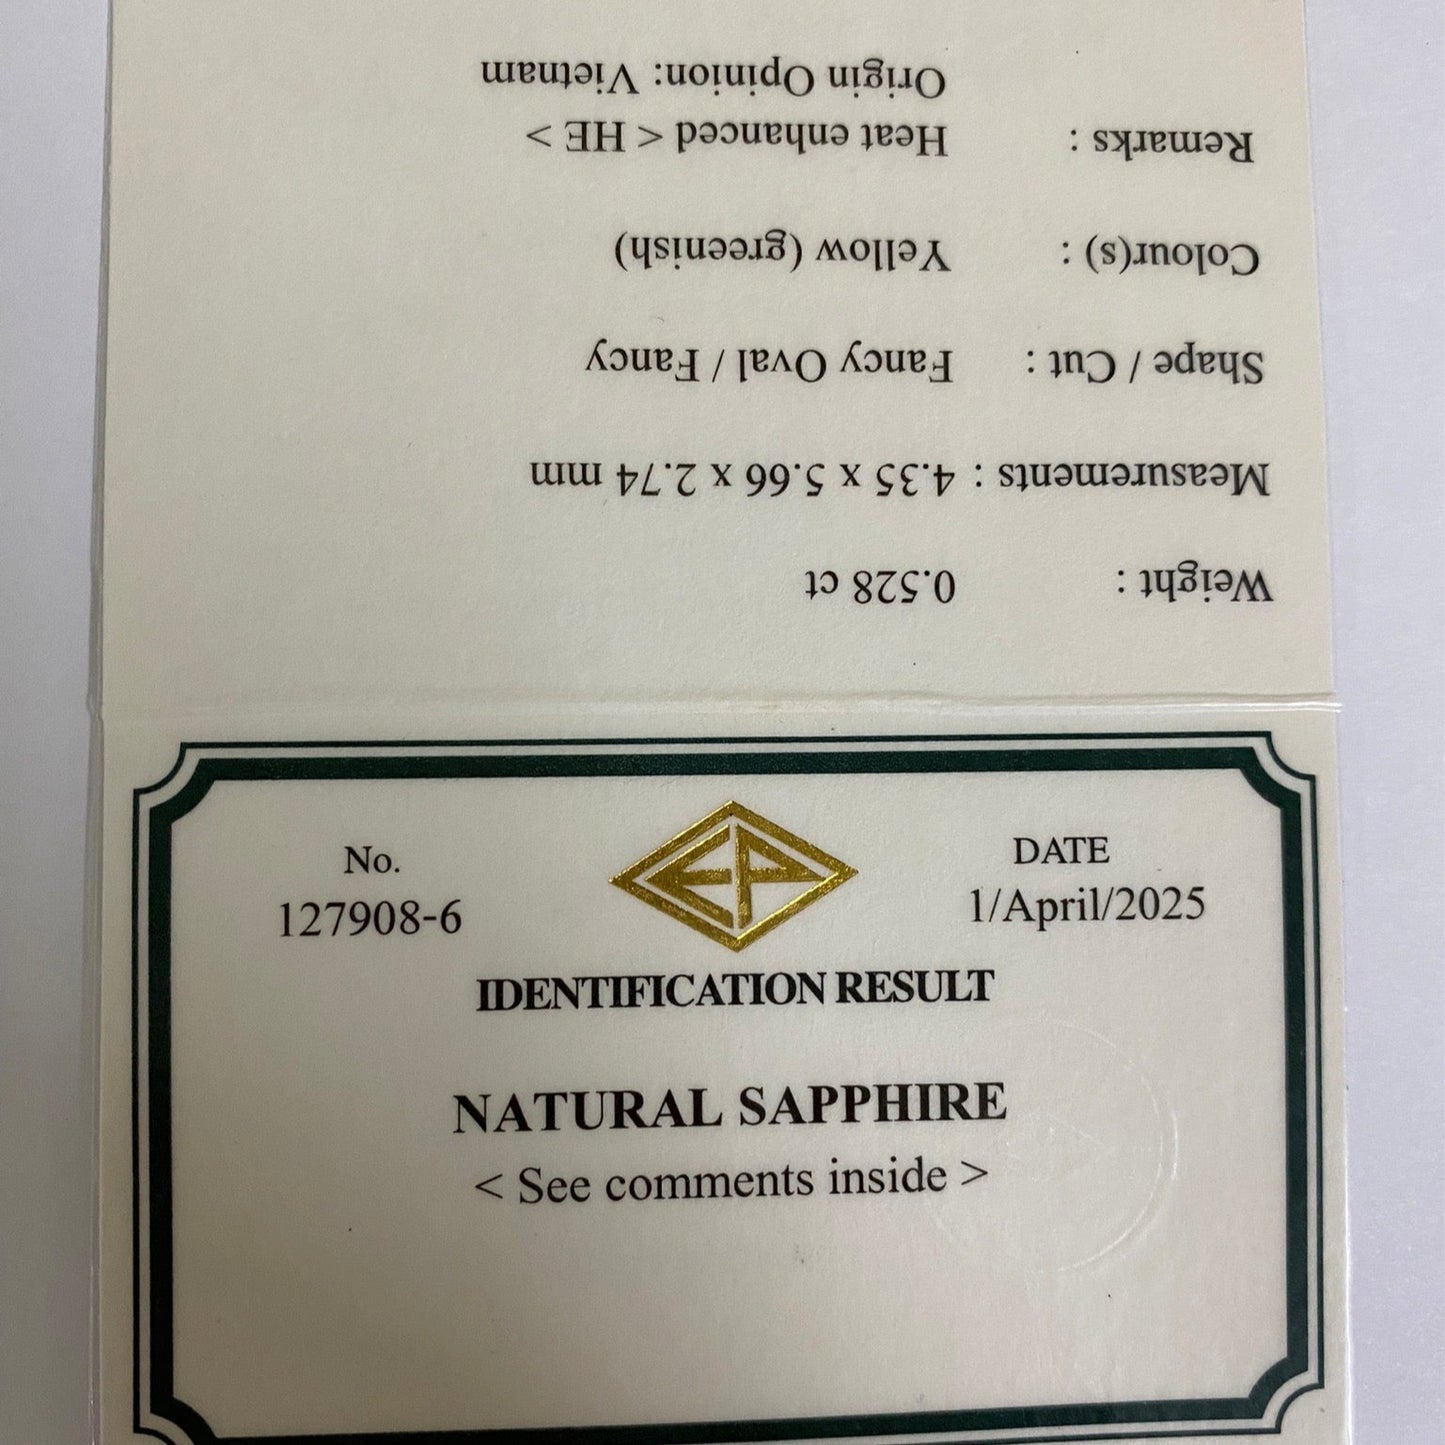 No.
127908-6
EP
DATE
1/April/2025
IDENTIFICATION RESULT
NATURAL SAPPHIRE
< See comments inside >
Weight : 0.528 ct
Measurements : 4.35 x 5.66 x 2.74 mm
Shape / Cut : Fancy Oval / Fancy
Colour(s) : Yellow (greenish)
Remarks : Heat enhanced < HE >
Origin Opinion: Vietnam